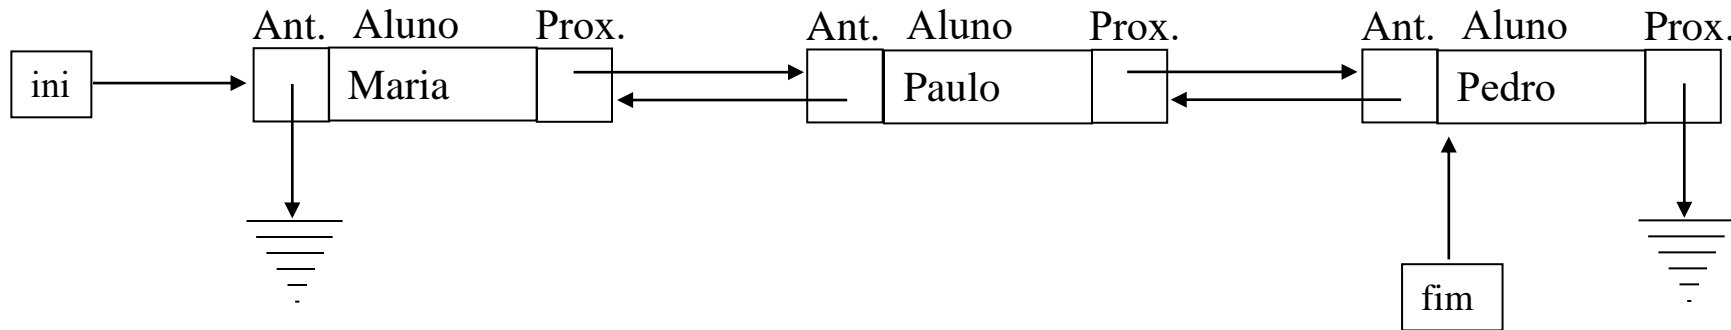 Ant. Aluno Prox. Ant. Aluno Prox. Ant. Aluno Prox.
ini Maria Paulo Pedro
fim